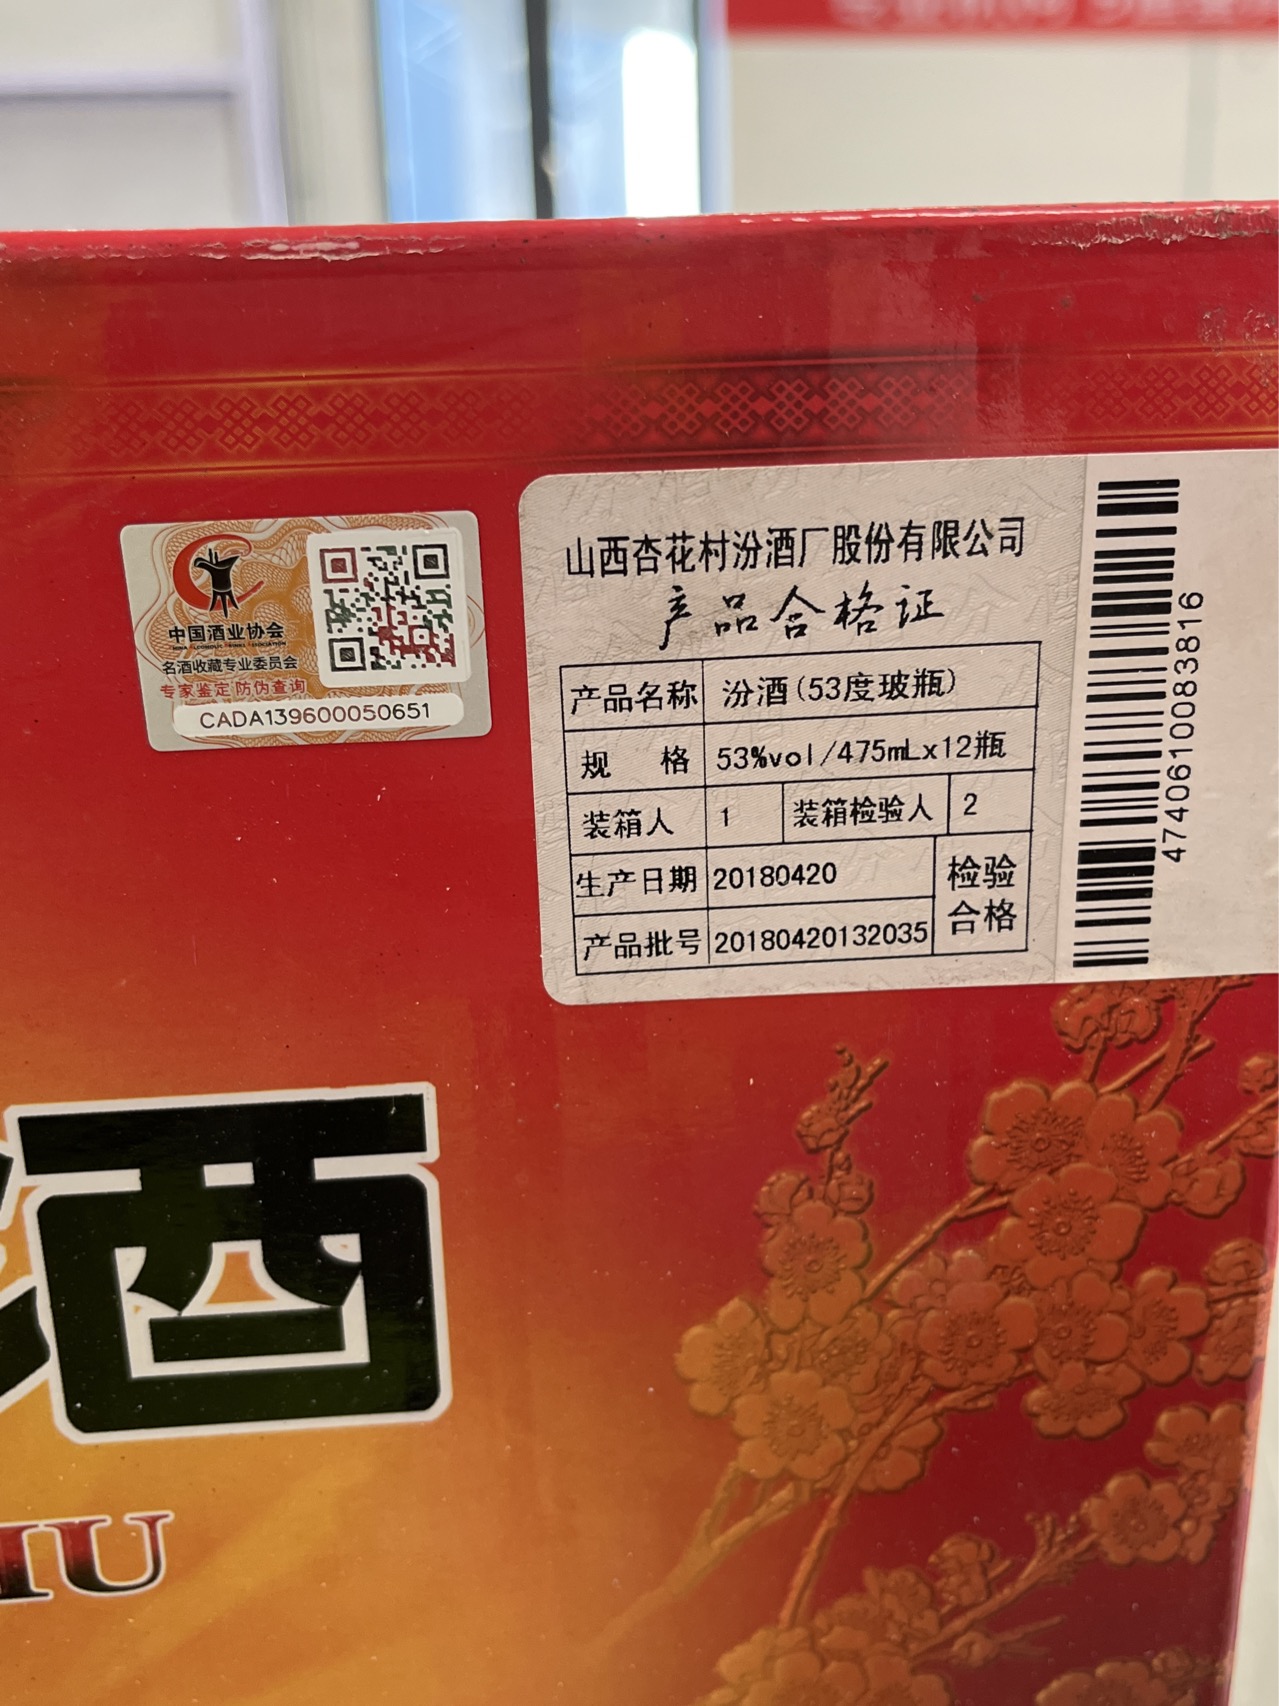 中国酒业协会
CHINA ALCOHOLIC DRINKS ASSOCIATION
名酒收藏专业委员会
专家鉴定 防伪查询
CADA139600050651
山西杏花村汾酒厂股份有限公司
产品合格证
产品名称 汾酒(53度玻瓶)
规 格 53%vol/475mLx12瓶
装箱人 1 装箱检验人 2
生产日期 20180420 检验合格
产品批号 20180420132035
4740610083816
酒
IU